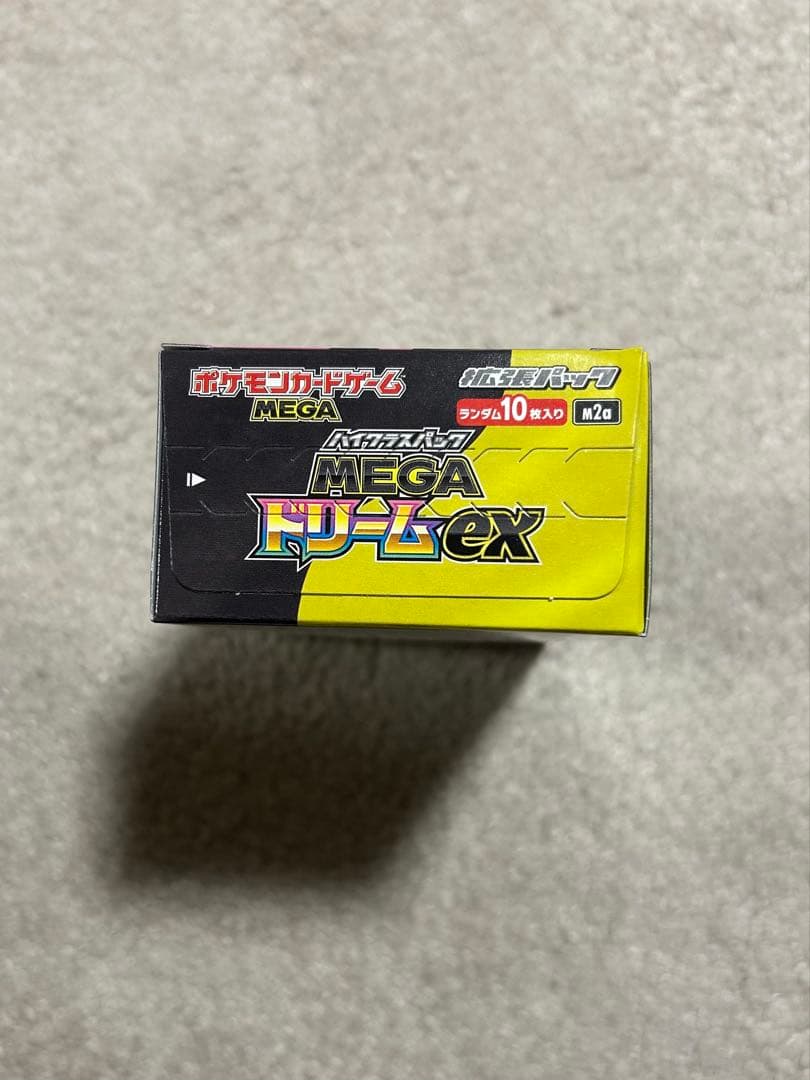 ポケモンカードゲーム
MEGA
拡張パック
ランダム10枚入り M2a
ハイクラスパック
MEGA
ドリームex